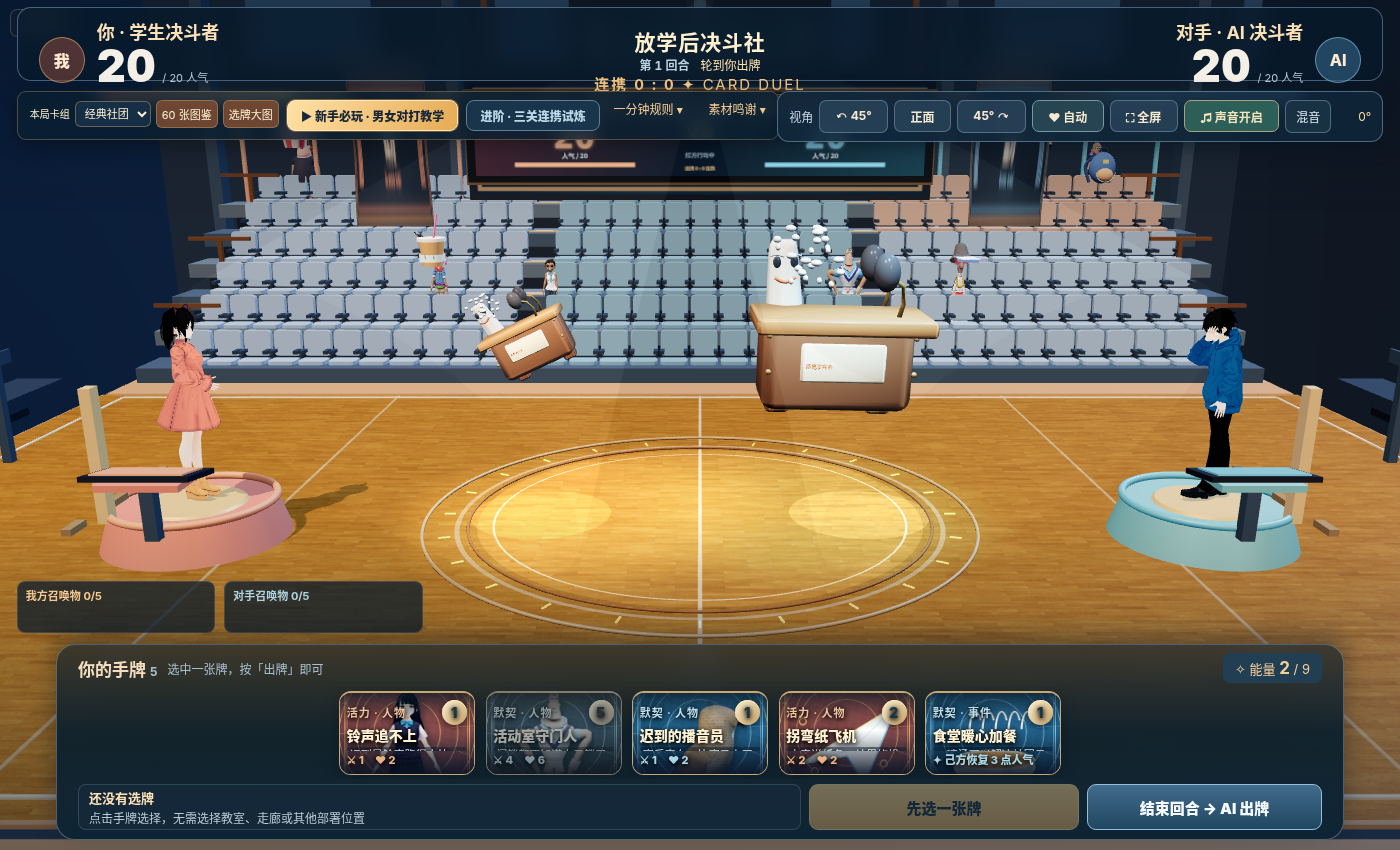 我
你 · 学生决斗者
20 / 20 人气
放学后决斗社
第 1 回合 轮到你出牌
连携 0 : 0 ✦ CARD DUEL
对手 · AI 决斗者
20 / 20 人气
AI
本局卡组
经典社团
60 张图鉴
选牌大图
▶ 新手必玩 · 男女对打教学
进阶 · 三关连携试炼
一分钟规则 ▾
素材鸣谢 ▾
视角
↶ 45°
正面
45° ↷
♥ 自动
⛶ 全屏
♫ 声音开启
混音
0°
20
人气 / 20
20
人气 / 20
我方召唤物 0/5
对手召唤物 0/5
你的手牌 5 选中一张牌，按「出牌」即可
✧ 能量 2 / 9
活力 · 人物 1
铃声追不上
⚔ 1 ♥ 2
默契 · 人物 5
活动室守门人
⚔ 4 ♥ 6
默契 · 人物 1
迟到的播音员
⚔ 1 ♥ 2
活力 · 人物 2
拐弯纸飞机
⚔ 2 ♥ 2
默契 · 事件 1
食堂暖心加餐
✦ 己方恢复 3 点人气
还没有选牌
点击手牌选择，无需选择教室、走廊或其他部署位置
先选一张牌
结束回合 → AI 出牌